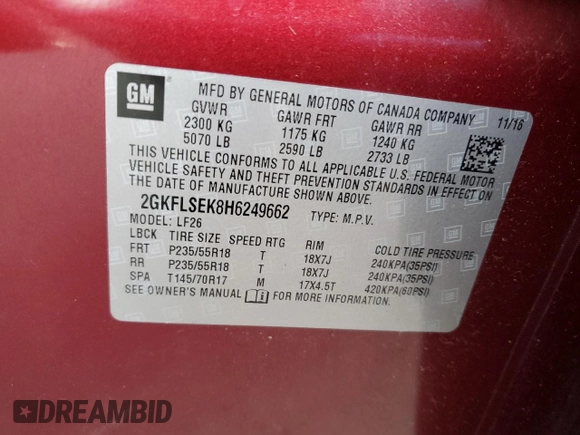 GM
MFD BY GENERAL MOTORS OF CANADA COMPANY 11/16
GVWR GAWR FRT GAWR RR
2300 KG 1175 KG 1240 KG
5070 LB 2590 LB 2733 LB
THIS VEHICLE CONFORMS TO ALL APPLICABLE U.S. FEDERAL MOTOR
VEHICLE SAFETY AND THEFT PREVENTION STANDARDS IN EFFECT ON
THE DATE OF MANUFACTURE SHOWN ABOVE.
2GKFLSEK8H6249662 TYPE: M.P.V.
MODEL: LF26
LBCK TIRE SIZE SPEED RTG RIM COLD TIRE PRESSURE
FRT P235/55R18 T 18X7J 240KPA(35PSI)
RR P235/55R18 T 18X7J 240KPA(35PSI)
SPA T145/70R17 M 17X4.5T 420KPA(60PSI)
SEE OWNER'S MANUAL FOR MORE INFORMATION.
DREAMBID